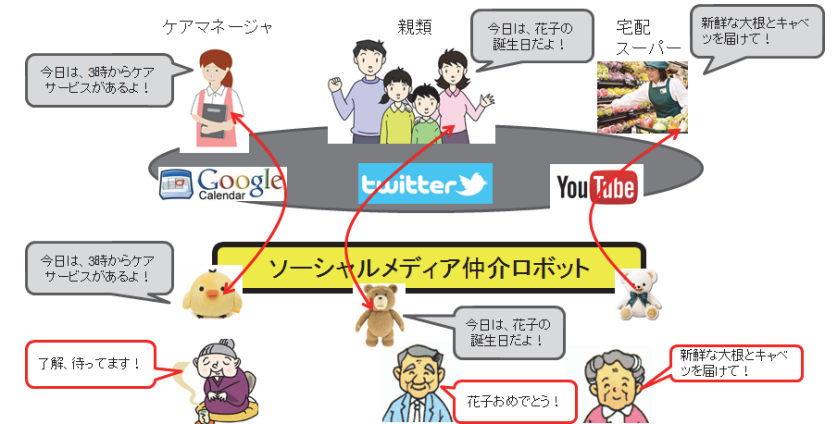 ケアマネージャ
親類
宅配
スーパー
今日は、3時からケア
サービスがあるよ！
今日は、花子の
誕生日だよ！
新鮮な大根とキャベ
ツを届けて！
Google
Calendar
twitter
YouTube
ソーシャルメディア仲介ロボット
今日は、3時からケア
サービスがあるよ！
今日は、花子の
誕生日だよ！
了解、待ってます！
花子おめでとう！
新鮮な大根とキャベ
ツを届けて！